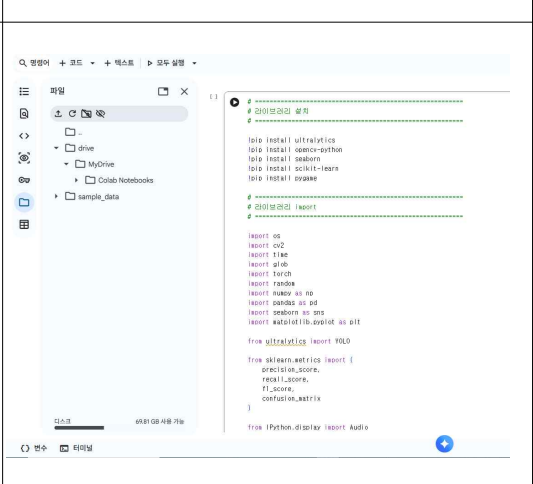 명령어 + 코드 + 텍스트 모두 실행
파일
..
drive
MyDrive
Colab Notebooks
sample_data
디스크 69.81 GB 사용 가능
[ ]
# ==================================================
# 라이브러리 설치
# ==================================================
!pip install ultralytics
!pip install opencv-python
!pip install seaborn
!pip install scikit-learn
!pip install pygame
# ==================================================
# 라이브러리 import
# ==================================================
import os
import cv2
import time
import glob
import torch
import random
import numpy as np
import pandas as pd
import seaborn as sns
import matplotlib.pyplot as plt
from ultralytics import YOLO
from sklearn.metrics import (
precision_score,
recall_score,
f1_score,
confusion_matrix
)
from IPython.display import Audio
{} 변수 터미널